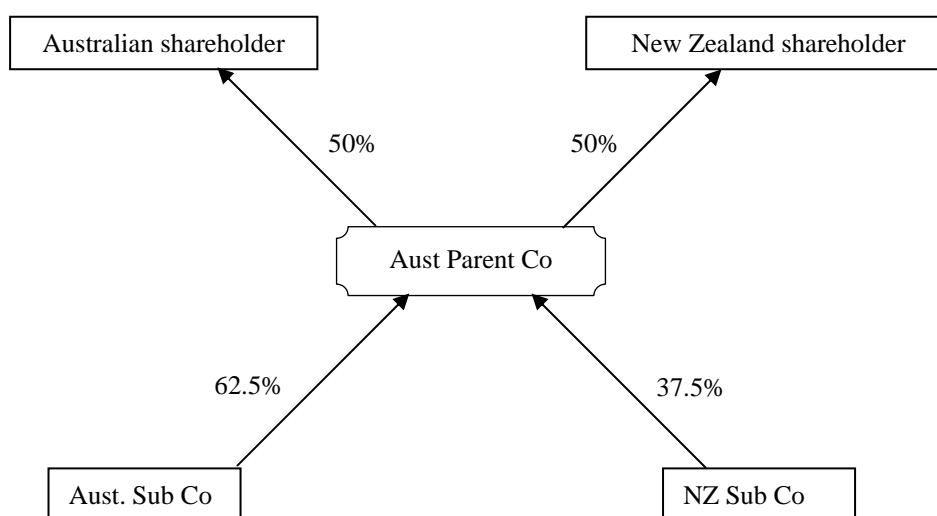 Australian shareholder
New Zealand shareholder
50%
50%
Aust Parent Co
62.5%
37.5%
Aust. Sub Co
NZ Sub Co